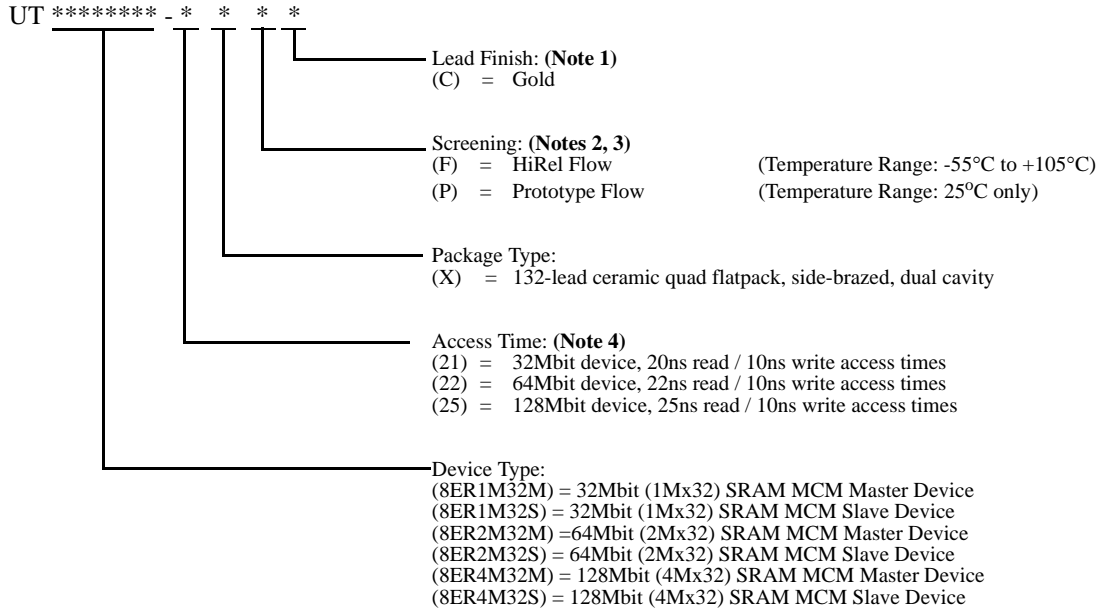 UT ******** - * * * *
Lead Finish: (Note 1)
(C) = Gold
Screening: (Notes 2, 3)
(F) = HiRel Flow (Temperature Range: -55°C to +105°C)
(P) = Prototype Flow (Temperature Range: 25°C only)
Package Type:
(X) = 132-lead ceramic quad flatpack, side-brazed, dual cavity
Access Time: (Note 4)
(21) = 32Mbit device, 20ns read / 10ns write access times
(22) = 64Mbit device, 22ns read / 10ns write access times
(25) = 128Mbit device, 25ns read / 10ns write access times
Device Type:
(8ER1M32M) = 32Mbit (1Mx32) SRAM MCM Master Device
(8ER1M32S) = 32Mbit (1Mx32) SRAM MCM Slave Device
(8ER2M32M) =64Mbit (2Mx32) SRAM MCM Master Device
(8ER2M32S) = 64Mbit (2Mx32) SRAM MCM Slave Device
(8ER4M32M) = 128Mbit (4Mx32) SRAM MCM Master Device
(8ER4M32S) = 128Mbit (4Mx32) SRAM MCM Slave Device